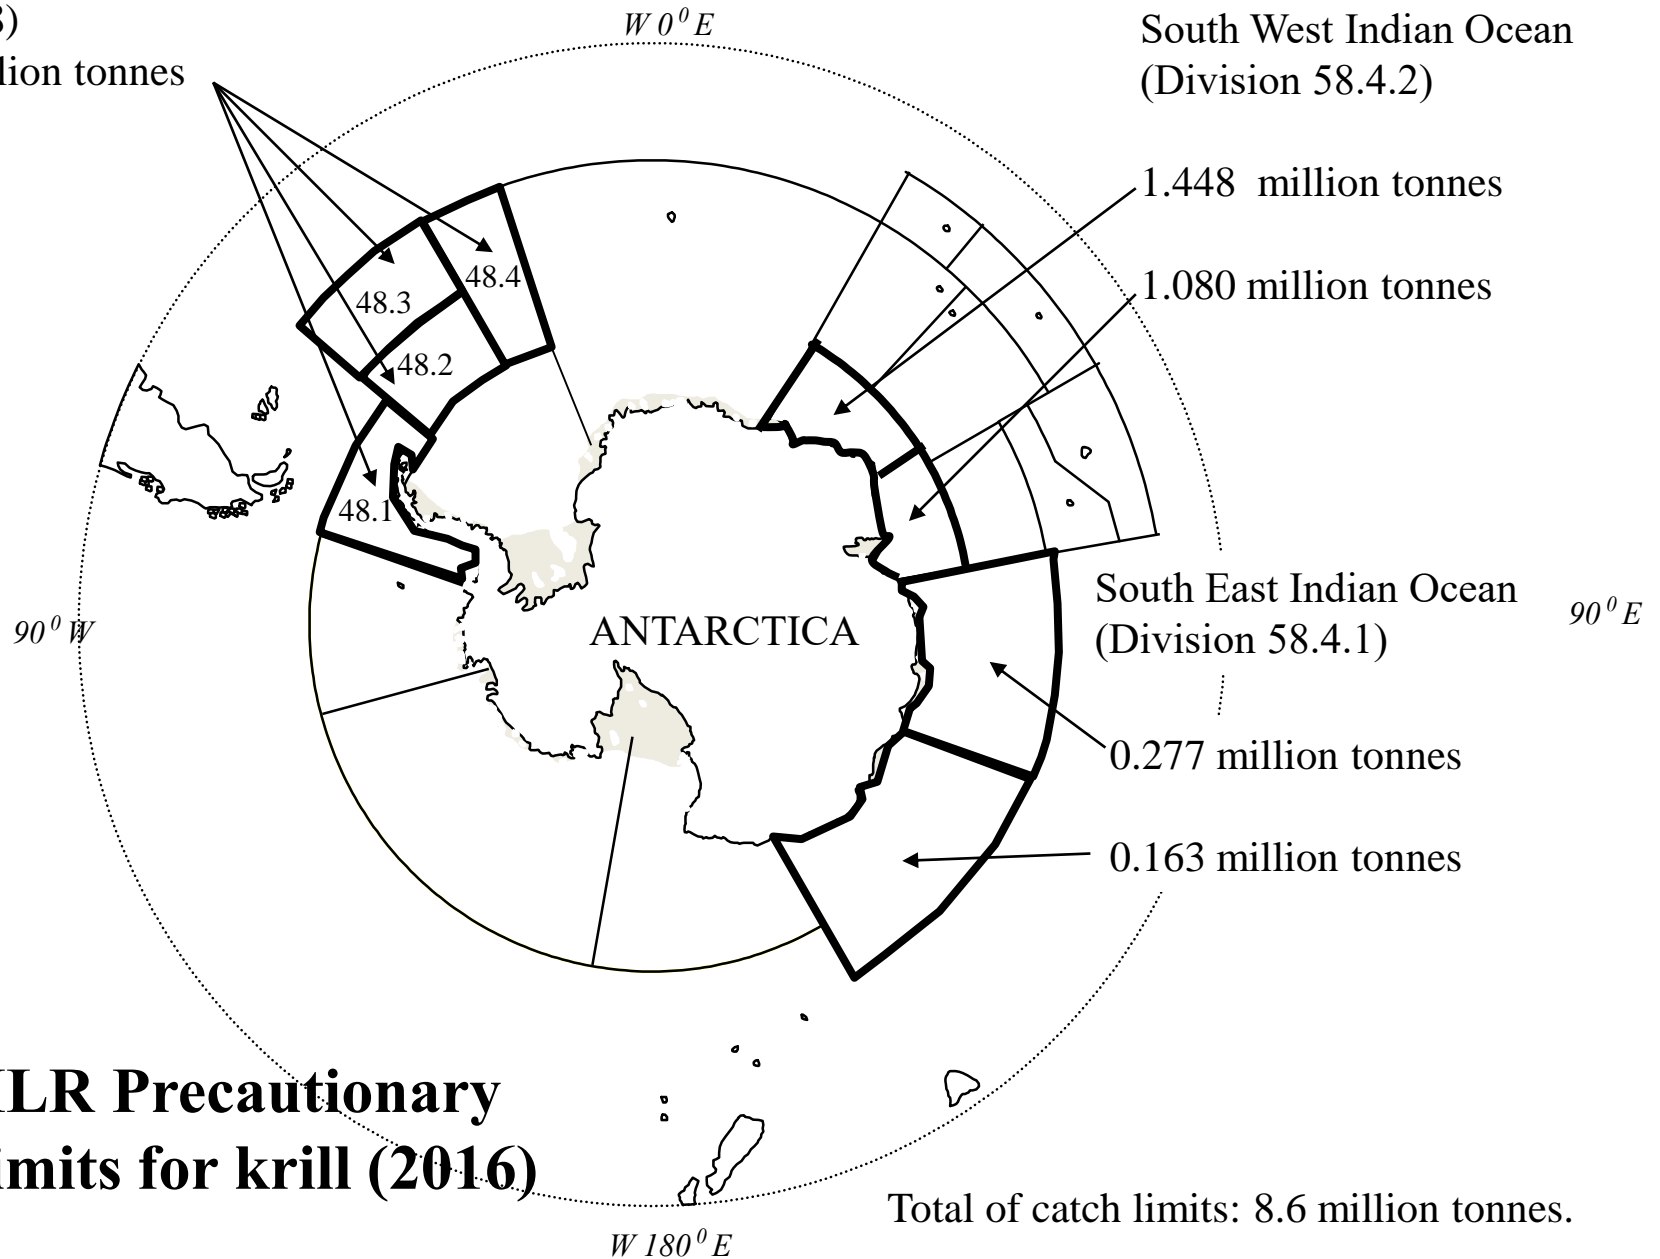 8)
lion tonnes
W 0⁰ E
South West Indian Ocean
(Division 58.4.2)
1.448 million tonnes
1.080 million tonnes
48.4
48.3
48.2
48.1
ANTARCTICA
90⁰ W
South East Indian Ocean
(Division 58.4.1)
90⁰ E
0.277 million tonnes
0.163 million tonnes
LR Precautionary
imits for krill (2016)
Total of catch limits: 8.6 million tonnes.
W 180⁰ E